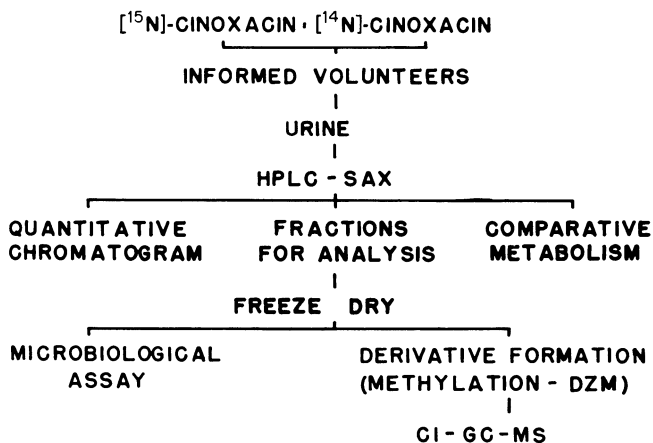 [¹⁵N]-CINOXACIN · [¹⁴N]-CINOXACIN
INFORMED VOLUNTEERS
URINE
HPLC - SAX
QUANTITATIVE CHROMATOGRAM
FRACTIONS FOR ANALYSIS
COMPARATIVE METABOLISM
FREEZE DRY
MICROBIOLOGICAL ASSAY
DERIVATIVE FORMATION
(METHYLATION - DZM)
CI-GC-MS